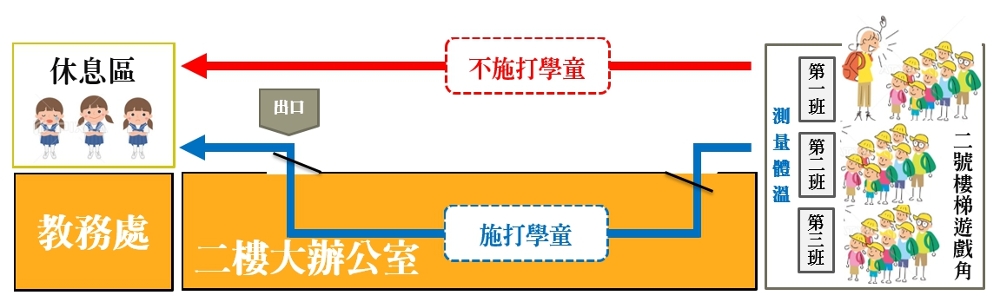 休息區
不施打學童
出口
教務處
二樓大辦公室
施打學童
測量體溫
第一班
第二班
第三班
二號樓梯遊戲角